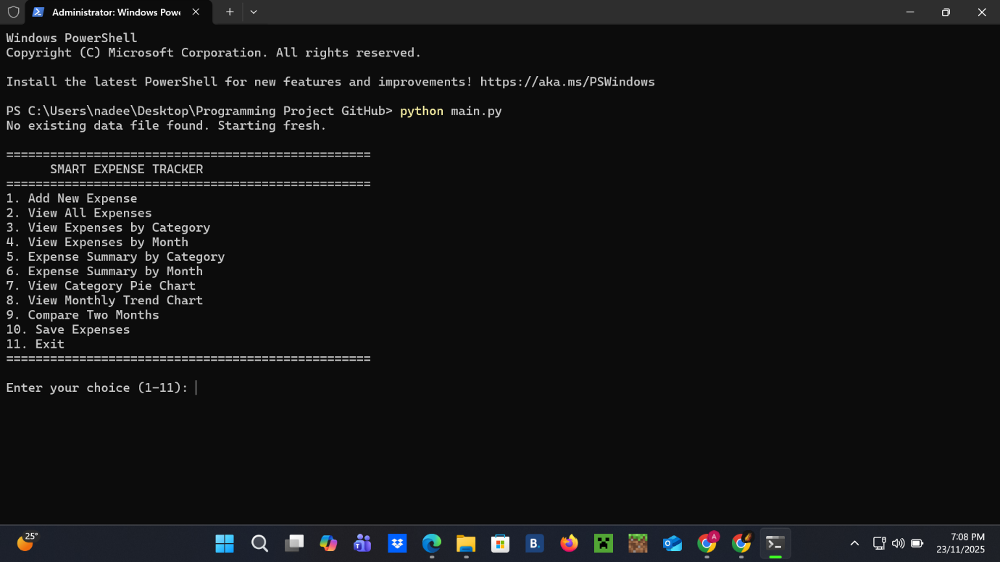 Administrator: Windows Powe
Windows PowerShell
Copyright (C) Microsoft Corporation. All rights reserved.
Install the latest PowerShell for new features and improvements! https://aka.ms/PSWindows
PS C:\Users\nadee\Desktop\Programming Project GitHub> python main.py
No existing data file found. Starting fresh.
==================================================
SMART EXPENSE TRACKER
==================================================
1. Add New Expense
2. View All Expenses
3. View Expenses by Category
4. View Expenses by Month
5. Expense Summary by Category
6. Expense Summary by Month
7. View Category Pie Chart
8. View Monthly Trend Chart
9. Compare Two Months
10. Save Expenses
11. Exit
==================================================
Enter your choice (1-11):
25°
B.
A
7:08 PM
23/11/2025